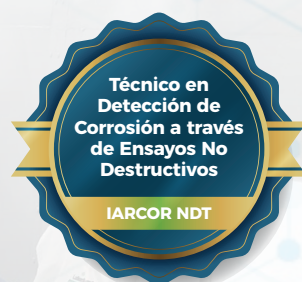 Técnico en
Detección de
Corrosión a través
de Ensayos No
Destructivos
IARCOR NDT